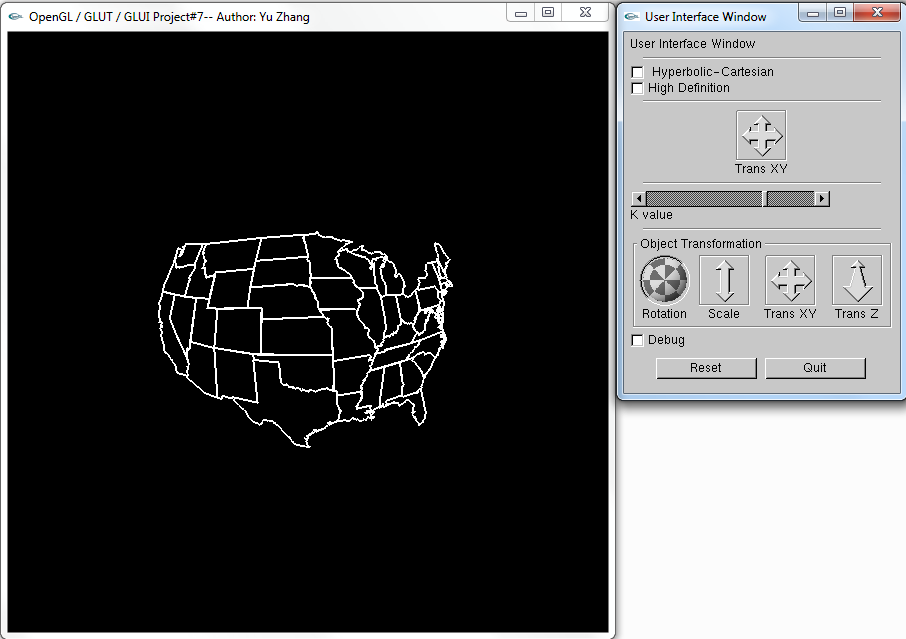 OpenGL / GLUT / GLUI Project#7-- Author: Yu Zhang
User Interface Window
User Interface Window
Hyperbolic-Cartesian
High Definition
Trans XY
K value
Object Transformation
Rotation Scale Trans XY Trans Z
Debug
Reset Quit